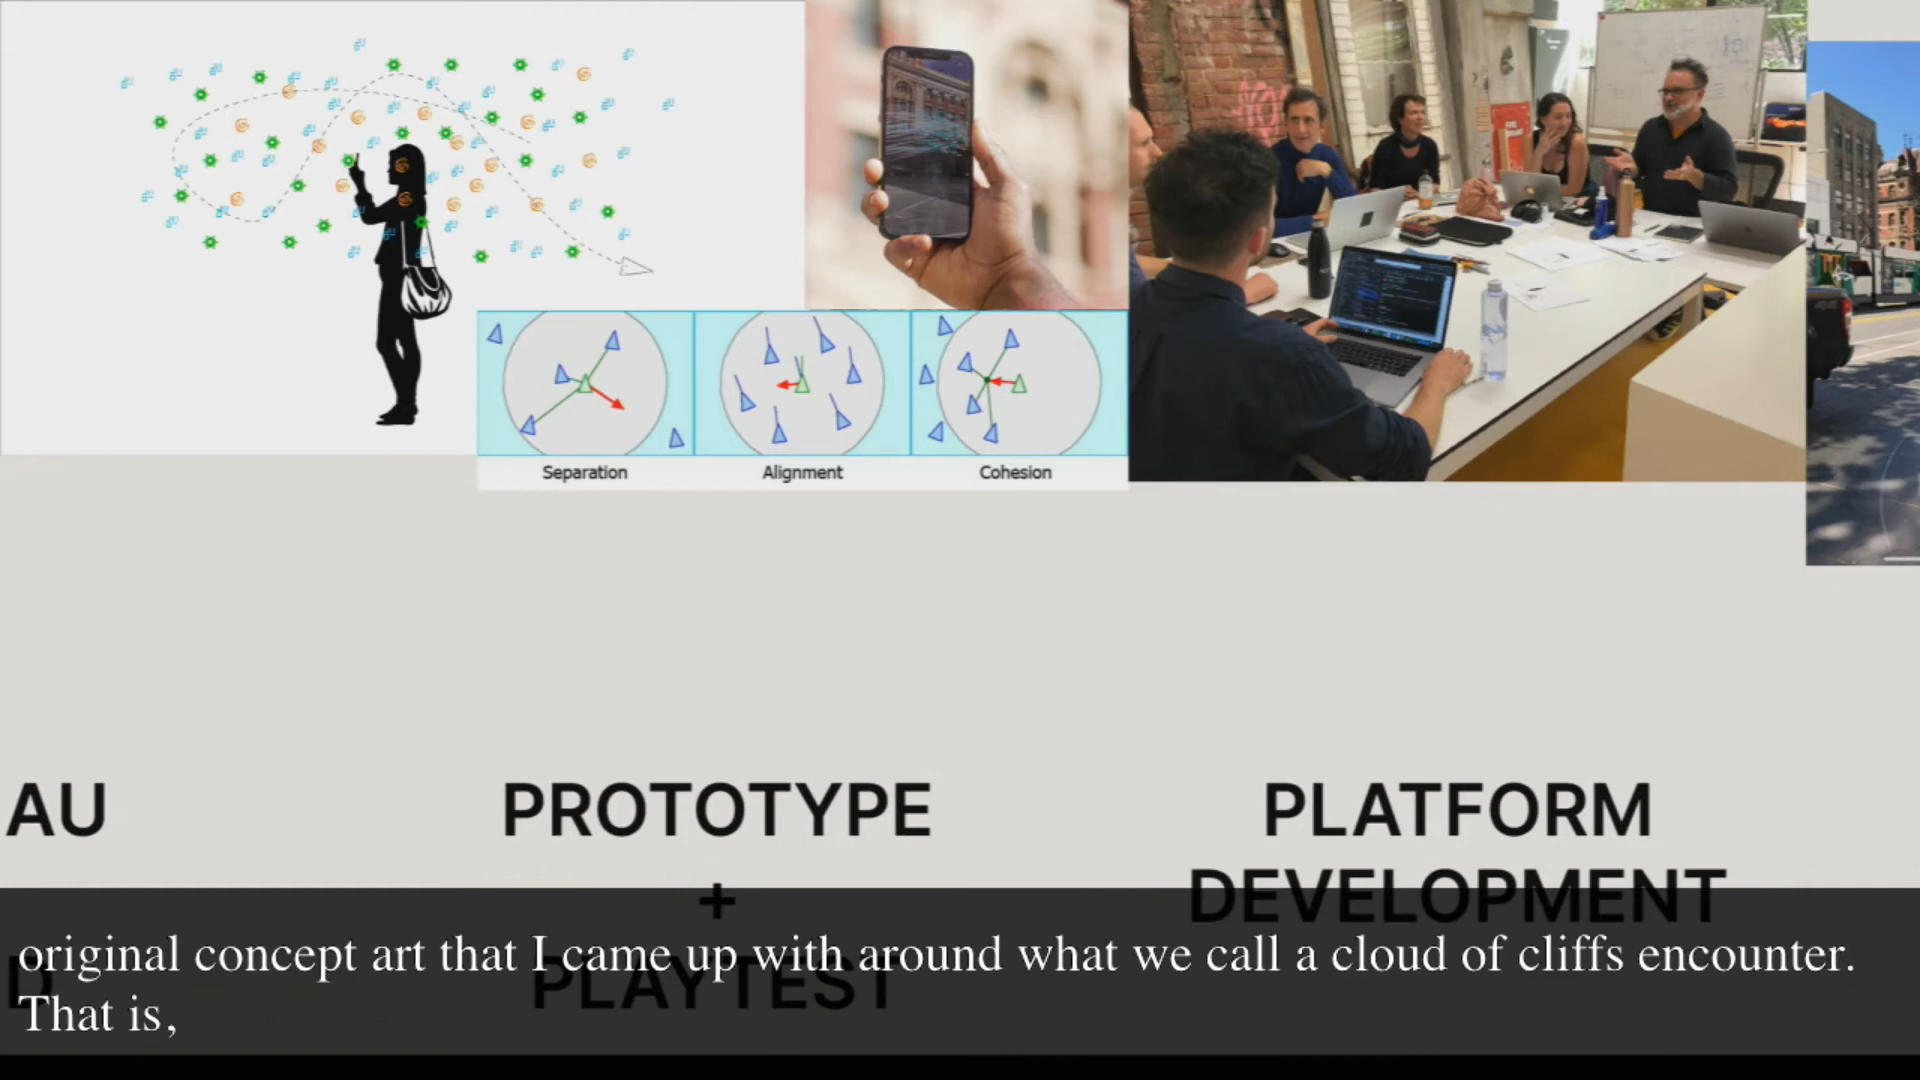 Separation
Alignment
Cohesion
AU
PROTOTYPE
PLATFORM
+
DEVELOPMENT
D
PLAYTEST
original concept art that I came up with around what we call a cloud of cliffs encounter.
That is,